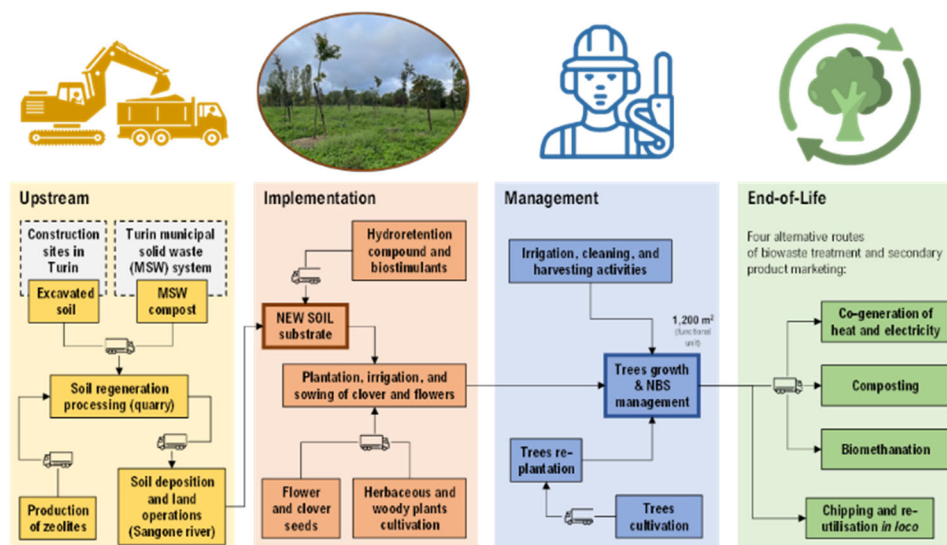 Upstream
Construction
sites in
Turin
Turin municipal
solid waste
(MSW) system
Excavated
soil
MSW
compost
Soil regeneration
processing (quarry)
Production
of zeolites
Soil deposition
and land
operations
(Sangone river)
Implementation
Hydroretention
compound and
biostimulants
NEW SOIL
substrate
Plantation, irrigation, and
sowing of clover and flowers
Flower
and clover
seeds
Herbaceous and
woody plants
cultivation
Management
Irrigation, cleaning, and
harvesting activities
1,200 m²
(functional
unit)
Trees growth
& NBS
management
Trees re-
plantation
Trees
cultivation
End-of-Life
Four alternative routes
of biowaste treatment and secondary
product marketing:
Co-generation of
heat and electricity
Composting
Biomethanation
Chipping and re-
utilisation in loco